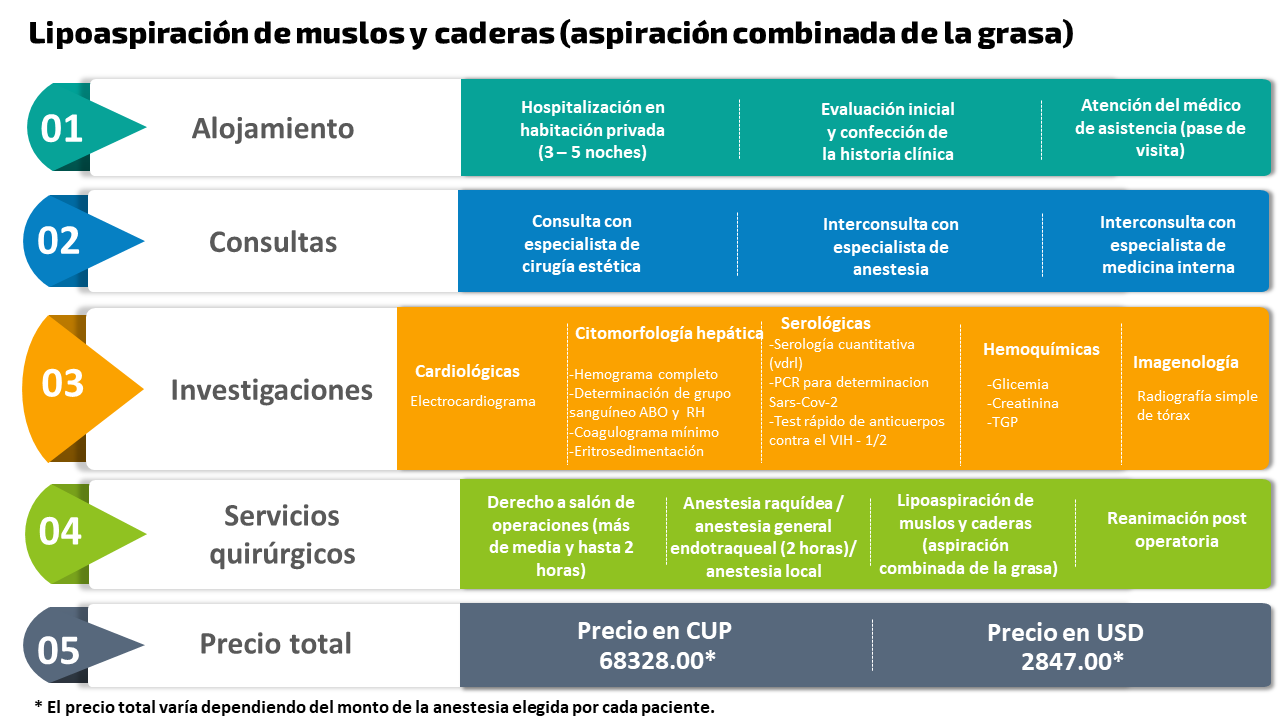 Lipoaspiración de muslos y caderas (aspiración combinada de la grasa)
01
Alojamiento
Hospitalización en
habitación privada
(3 – 5 noches)
Evaluación inicial
y confección de
la historia clínica
Atención del médico
de asistencia (pase de
visita)
02
Consultas
Consulta con
especialista de
cirugía estética
Interconsulta con
especialista de
anestesia
Interconsulta con
especialista de
medicina interna
03
Investigaciones
Cardiológicas
Electrocardiograma
Citomorfología hepática
-Hemograma completo
-Determinación de grupo
sanguíneo ABO y RH
-Coagulograma mínimo
-Eritrosedimentación
Serológicas
-Serología cuantitativa
(vdrl)
-PCR para determinacion
Sars-Cov-2
-Test rápido de anticuerpos
contra el VIH - 1/2
Hemoquímicas
-Glicemia
-Creatinina
-TGP
Imagenología
Radiografía simple
de tórax
04
Servicios
quirúrgicos
Derecho a salón de
operaciones (más
de media y hasta 2
horas)
Anestesia raquídea /
anestesia general
endotraqueal (2 horas)/
anestesia local
Lipoaspiración de
muslos y caderas
(aspiración
combinada de la grasa)
Reanimación post
operatoria
05
Precio total
Precio en CUP
68328.00*
Precio en USD
2847.00*
* El precio total varía dependiendo del monto de la anestesia elegida por cada paciente.